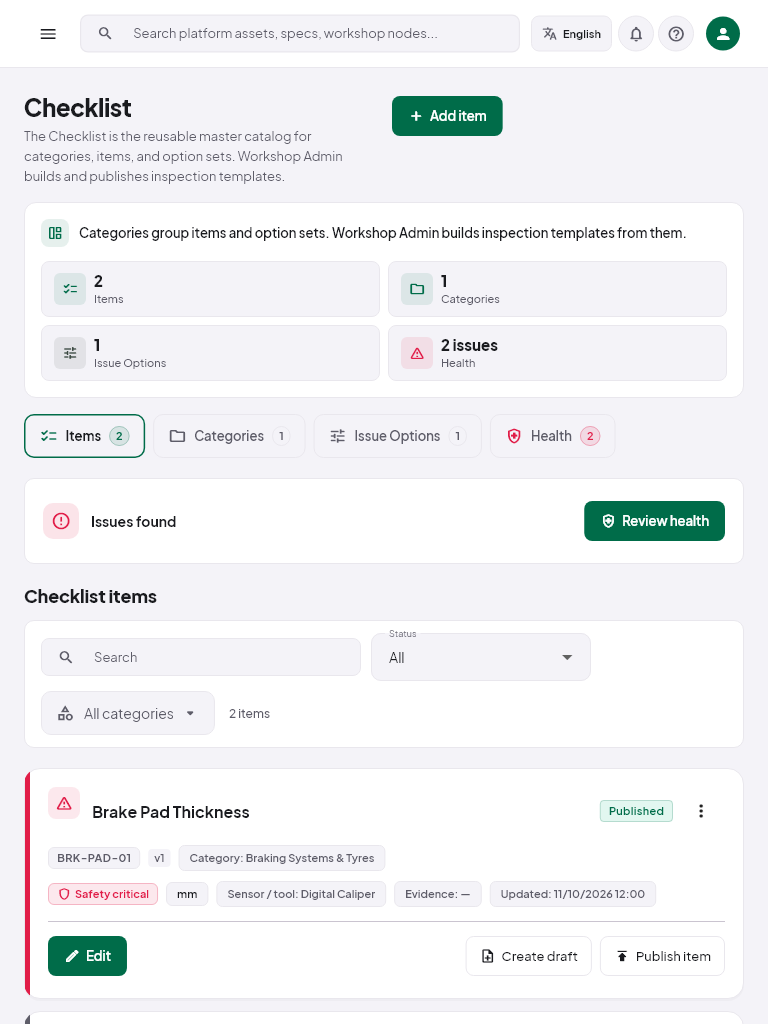 Search platform assets, specs, workshop nodes...
English
Checklist
Add item
The Checklist is the reusable master catalog for
categories, items, and option sets. Workshop Admin
builds and publishes inspection templates.
Categories group items and option sets. Workshop Admin builds inspection templates from them.
2
Items
1
Categories
1
Issue Options
2 issues
Health
Items 2
Categories 1
Issue Options 1
Health 2
Issues found
Review health
Checklist items
Search
Status
All
All categories
2 items
Brake Pad Thickness
Published
BRK-PAD-01
v1
Category: Braking Systems & Tyres
Safety critical
mm
Sensor / tool: Digital Caliper
Evidence: —
Updated: 11/10/2026 12:00
Edit
Create draft
Publish item